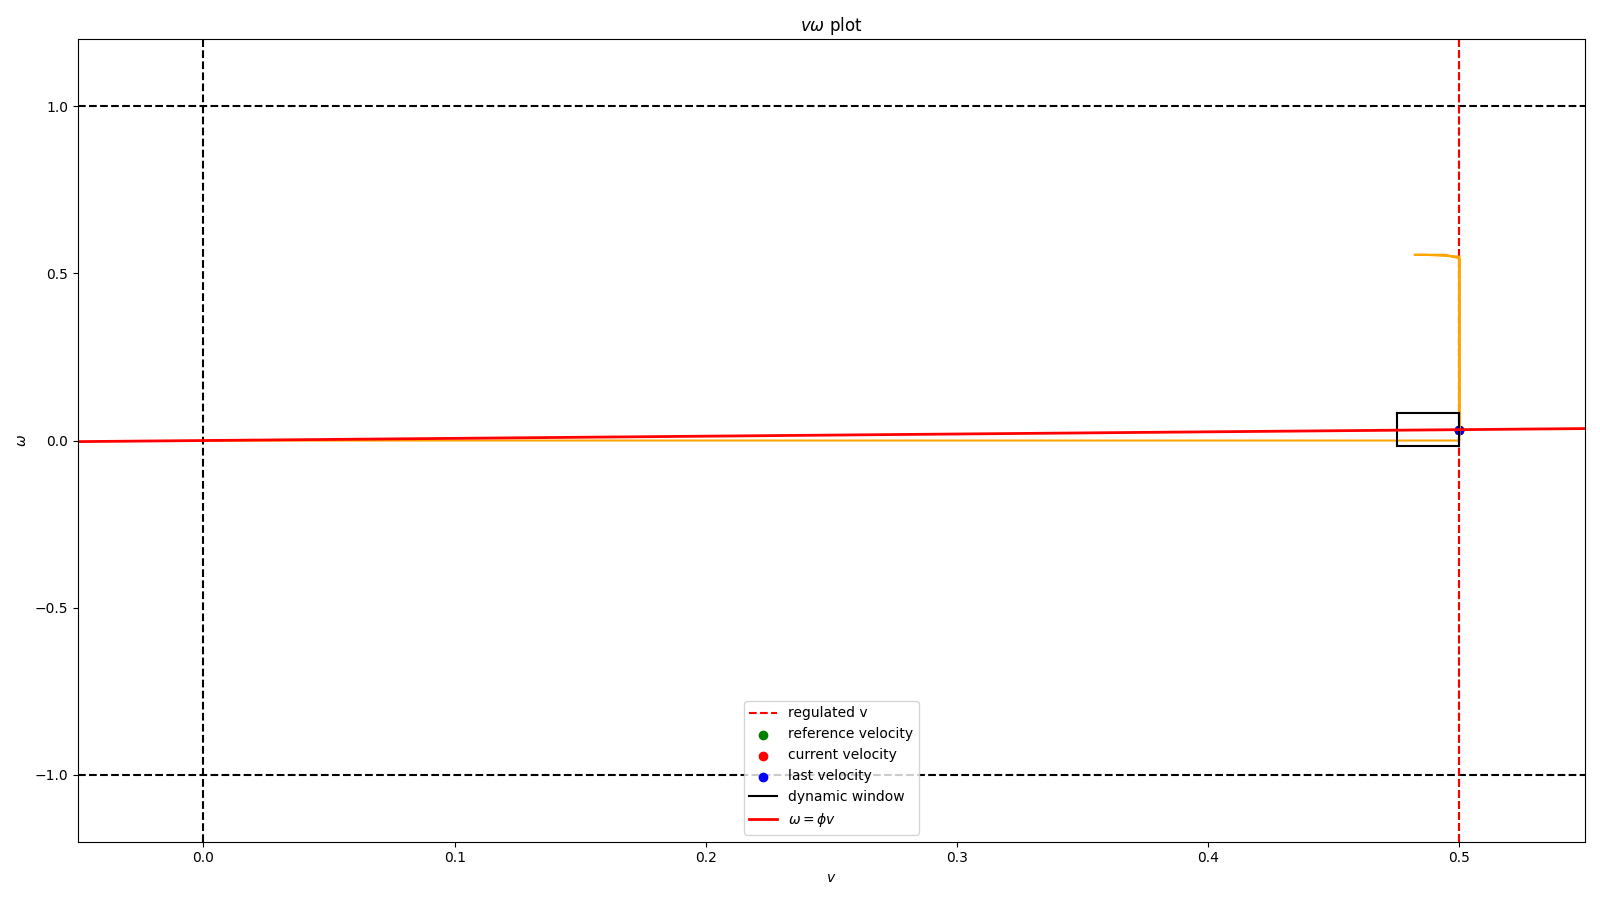 vω plot
1.0
0.5
0.0
−0.5
−1.0
ω
regulated v
reference velocity
current velocity
last velocity
dynamic window
ω = ϕv
0.0 0.1 0.2 0.3 0.4 0.5
v